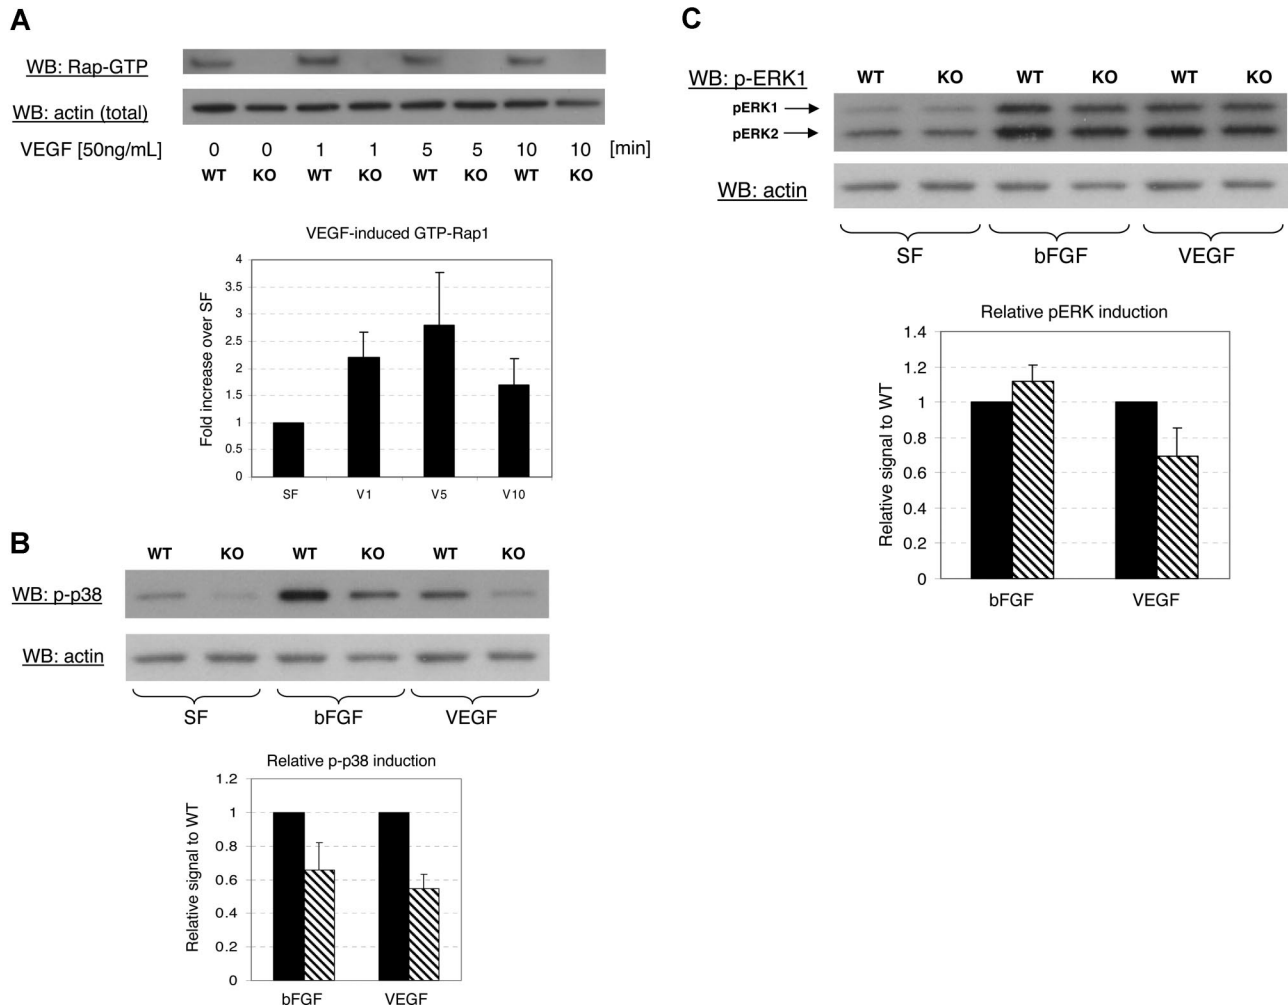 A
WB: Rap-GTP
WB: actin (total)
VEGF [50ng/mL] 0 0 1 1 5 5 10 10 [min]
WT KO WT KO WT KO WT KO
VEGF-induced GTP-Rap1
Fold increase over SF
4
3.5
3
2.5
2
1.5
1
0.5
0
SF V1 V5 V10
B
WT KO WT KO WT KO
WB: p-p38
WB: actin
SF bFGF VEGF
Relative p-p38 induction
Relative signal to WT
1.2
1
0.8
0.6
0.4
0.2
0
bFGF VEGF
C
WB: p-ERK1 WT KO WT KO WT KO
pERK1
pERK2
WB: actin
SF bFGF VEGF
Relative pERK induction
Relative signal to WT
1.4
1.2
1
0.8
0.6
0.4
0.2
0
bFGF VEGF